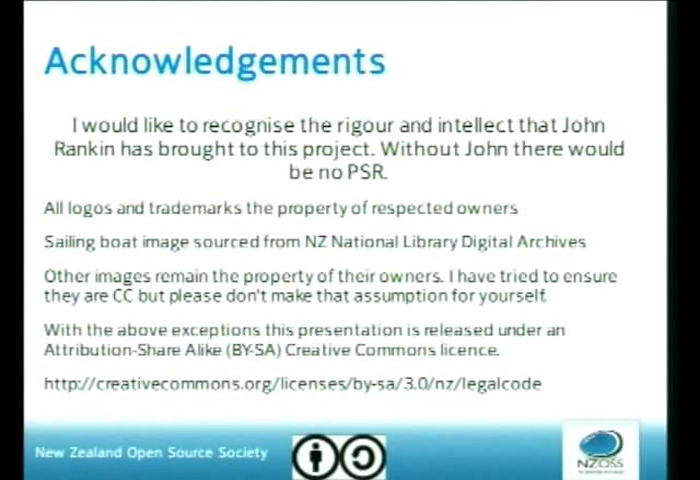 Acknowledgements
I would like to recognise the rigour and intellect that John
Rankin has brought to this project. Without John there would
be no PSR.
All logos and trademarks the property of respected owners
Sailing boat image sourced from NZ National Library Digital Archives
Other images remain the property of their owners. I have tried to ensure
they are CC but please don't make that assumption for yourself.
With the above exceptions this presentation is released under an
Attribution-Share Alike (BY-SA) Creative Commons licence.
http://creativecommons.org/licenses/by-sa/3.0/nz/legalcode
New Zealand Open Source Society
NZOSS